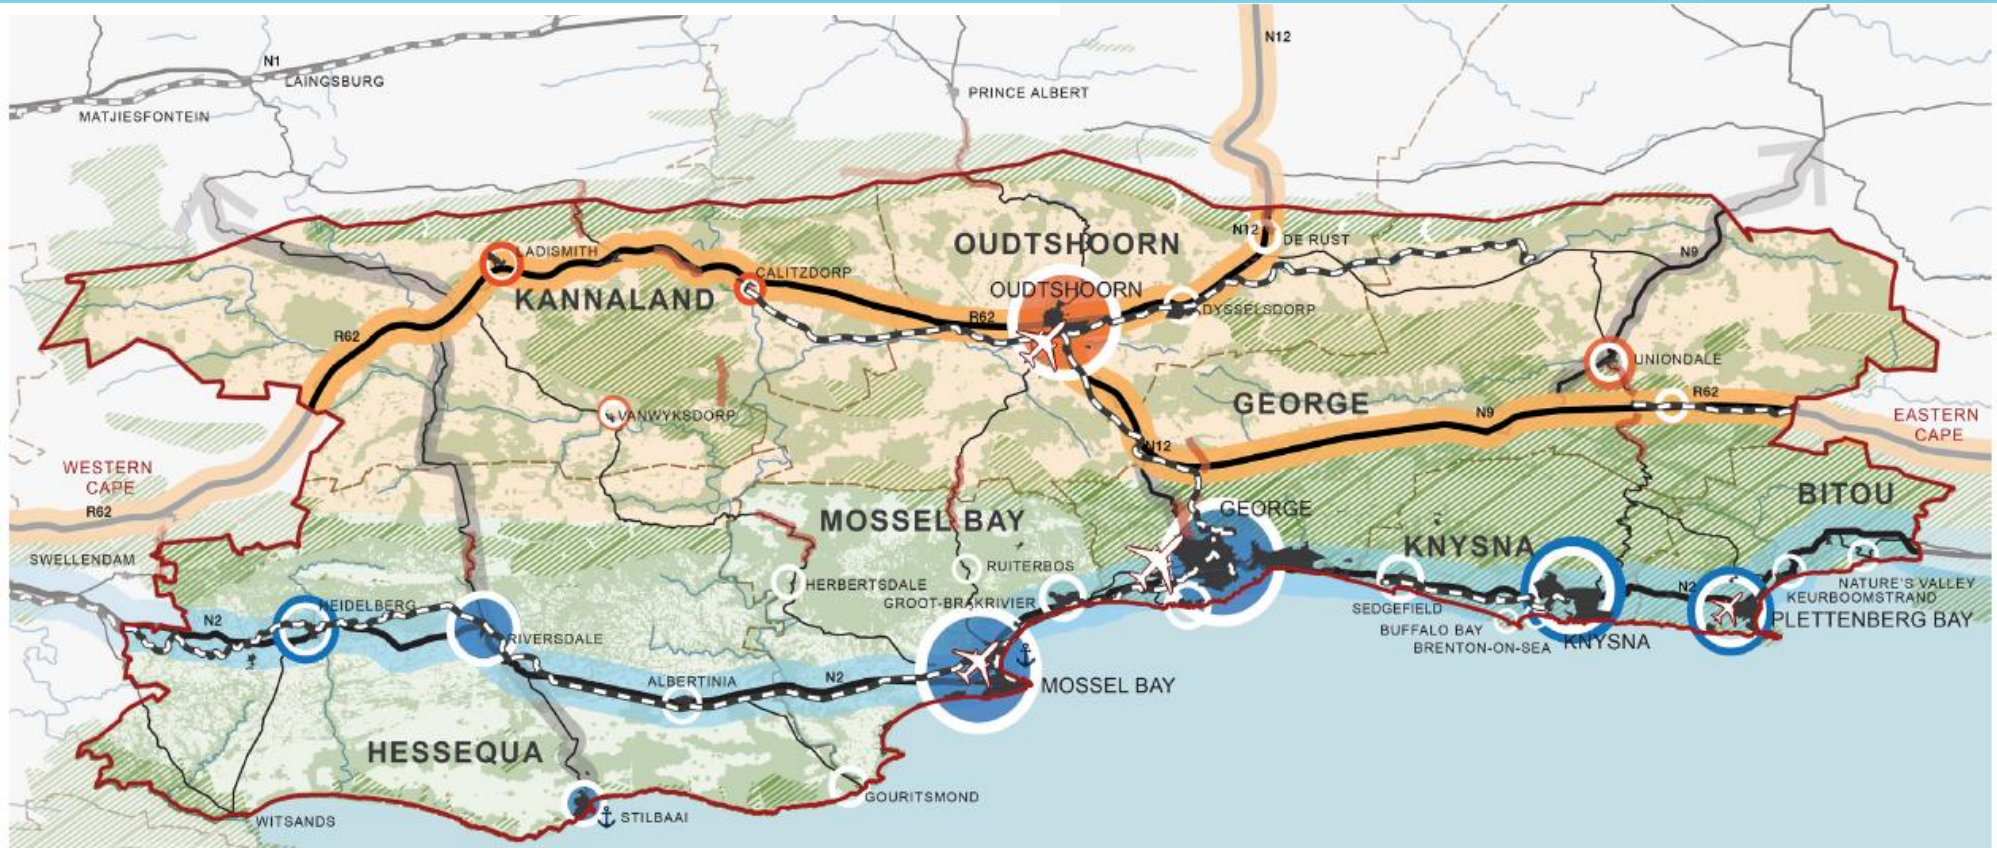 N12
N1
LAINGSBURG
PRINCE ALBERT
MATJIESFONTEIN
N12
DE RUST
OUDTSHOORN
LADISMITH
N9
CALITZDORP
KANNALAND
OUDTSHOORN
R62
DYSSELSDORP
R62
UNIONDALE
R62
GEORGE
N9
VANWYKSDORP
EASTERN
CAPE
N12
WESTERN
CAPE
R62
BITOU
GEORGE
MOSSEL BAY
KNYSNA
SWELLENDAM
RUITERBOS
HERBERTSDALE
NATURE'S VALLEY
N2
KEURBOOMSTRAND
GROOT-BRAKRIVIER
SEDGEFIELD
HEIDELBERG
N2
PLETTENBERG BAY
BUFFALO BAY
RIVERSDALE
BRENTON-ON-SEA
KNYSNA
ALBERTINIA
N2
MOSSEL BAY
HESSEQUA
GOURITSMOND
STILBAAI
WITSANDS